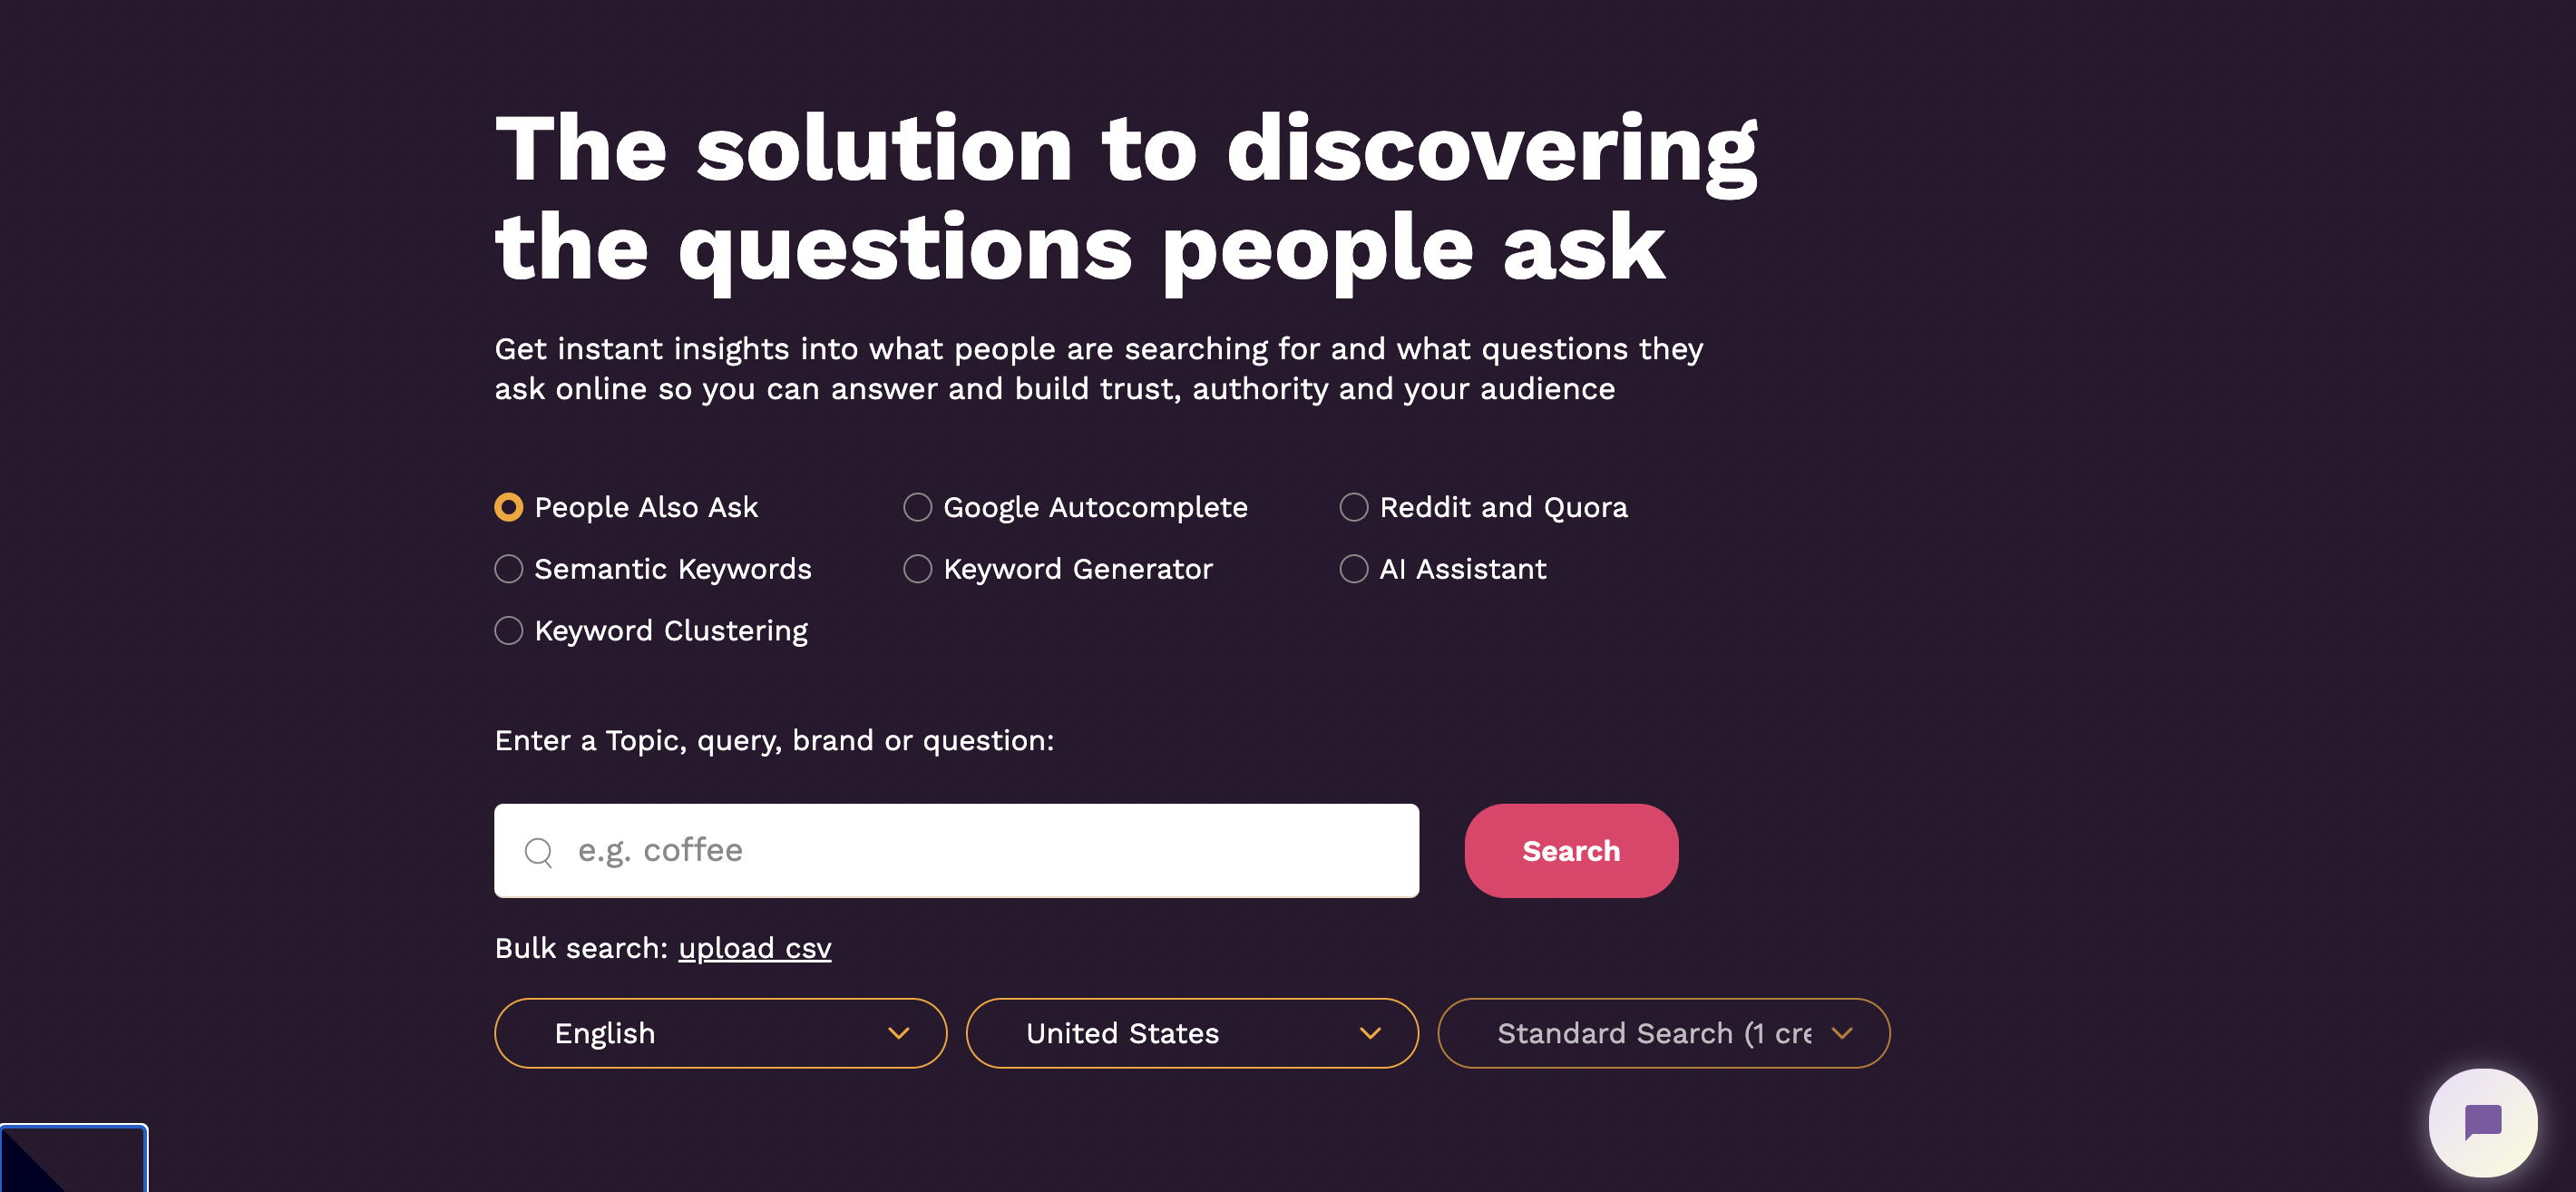 The solution to discovering
the questions people ask
Get instant insights into what people are searching for and what questions they
ask online so you can answer and build trust, authority and your audience
People Also Ask
Google Autocomplete
Reddit and Quora
Semantic Keywords
Keyword Generator
AI Assistant
Keyword Clustering
Enter a Topic, query, brand or question:
e.g. coffee
Search
Bulk search: upload csv
English
United States
Standard Search (1 cre